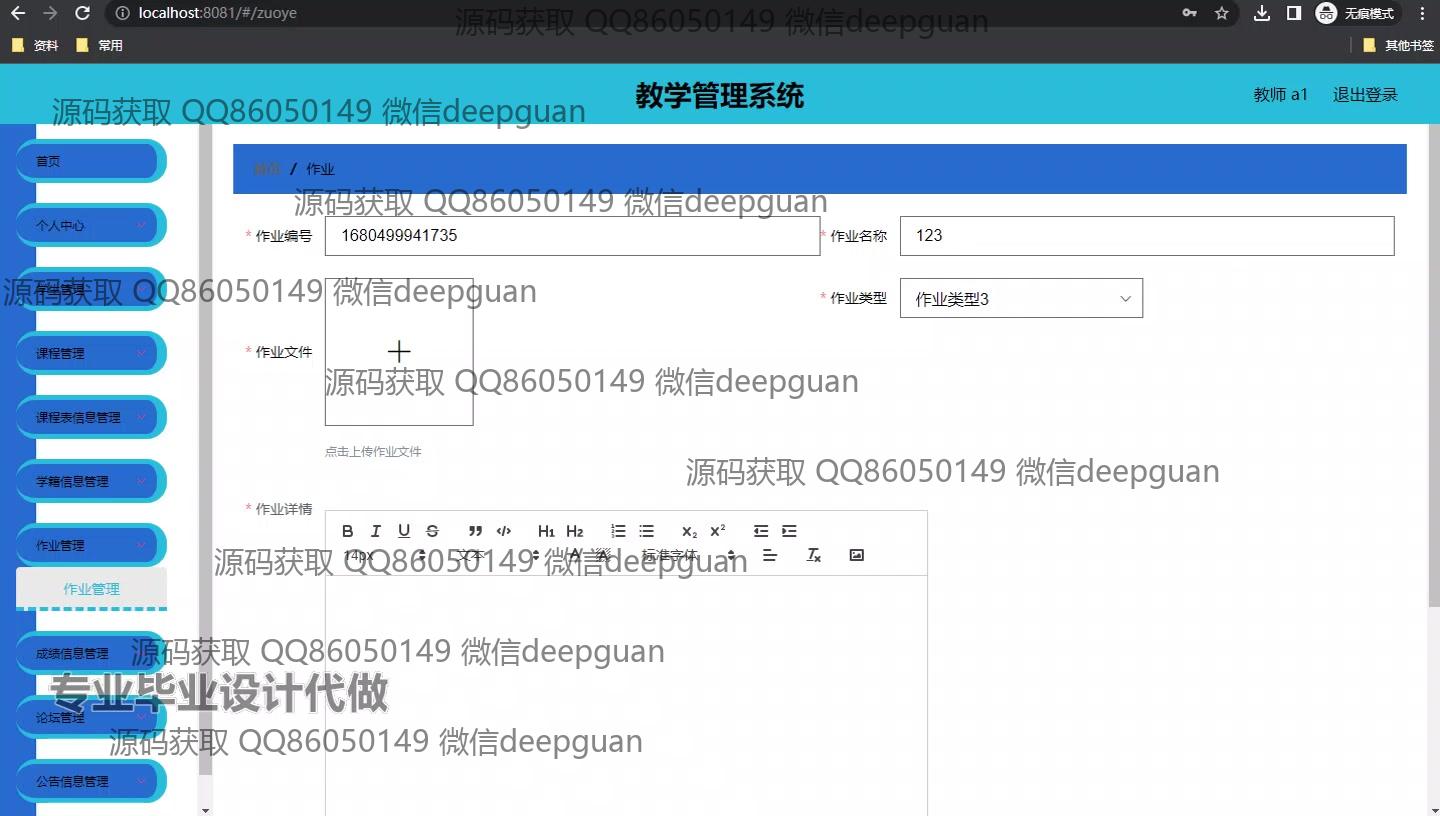 localhost:8081/#/zuoye
无痕模式
源码获取 QQ86050149 微信deepguan
资料
常用
其他书签
教学管理系统
教师 a1
退出登录
源码获取 QQ86050149 微信deepguan
首页
首页 / 作业
个人中心
源码获取 QQ86050149 微信deepguan
* 作业编号
1680499941735
* 作业名称
123
学生管理
源码获取 QQ86050149 微信deepguan
* 作业类型
作业类型3
课程管理
* 作业文件
源码获取 QQ86050149 微信deepguan
课程表信息管理
点击上传作业文件
学籍信息管理
源码获取 QQ86050149 微信deepguan
* 作业详情
B I U S ” </> H1 H2 X₂ X²
作业管理
14px 文本 A 标准字体
源码获取 QQ86050149 微信deepguan
作业管理
成绩信息管理
源码获取 QQ86050149 微信deepguan
专业毕业设计代做
论坛管理
源码获取 QQ86050149 微信deepguan
公告信息管理